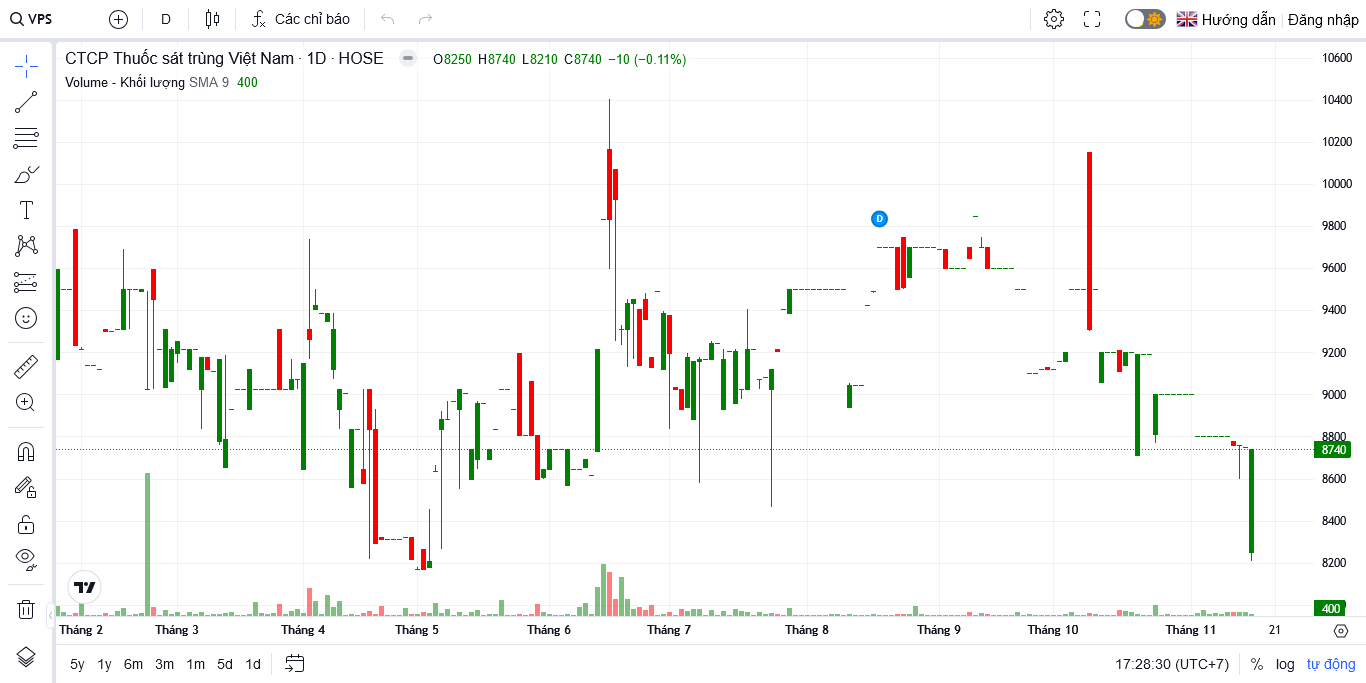 VPS D Các chỉ báo Hướng dẫn Đăng nhập
CTCP Thuốc sát trùng Việt Nam · 1D · HOSE O8250 H8740 L8210 C8740 −10 (−0.11%)
Volume - Khối lượng SMA 9 400
10600
10400
10200
10000
9800
D
9600
9400
9200
9000
8800
8740
8600
8400
8200
400
Tháng 2 Tháng 3 Tháng 4 Tháng 5 Tháng 6 Tháng 7 Tháng 8 Tháng 9 Tháng 10 Tháng 11 21
5y 1y 6m 3m 1m 5d 1d 17:28:30 (UTC+7) % log tự động